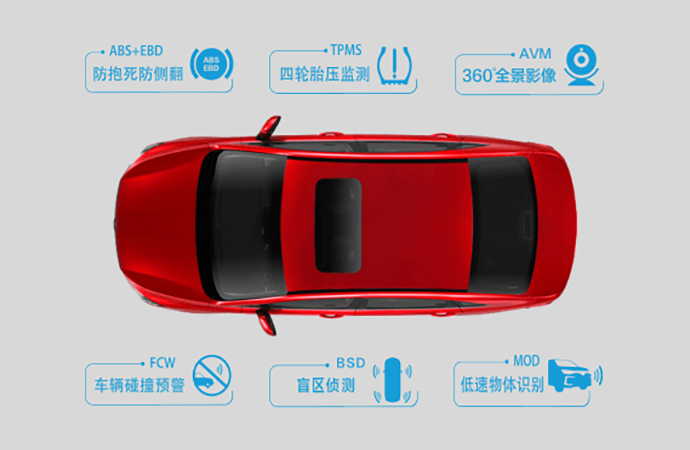 ABS+EBD
防抱死防侧翻
ABS
EBD
TPMS
四轮胎压监测
AVM
360°全景影像
FCW
车辆碰撞预警
BSD
盲区侦测
MOD
低速物体识别